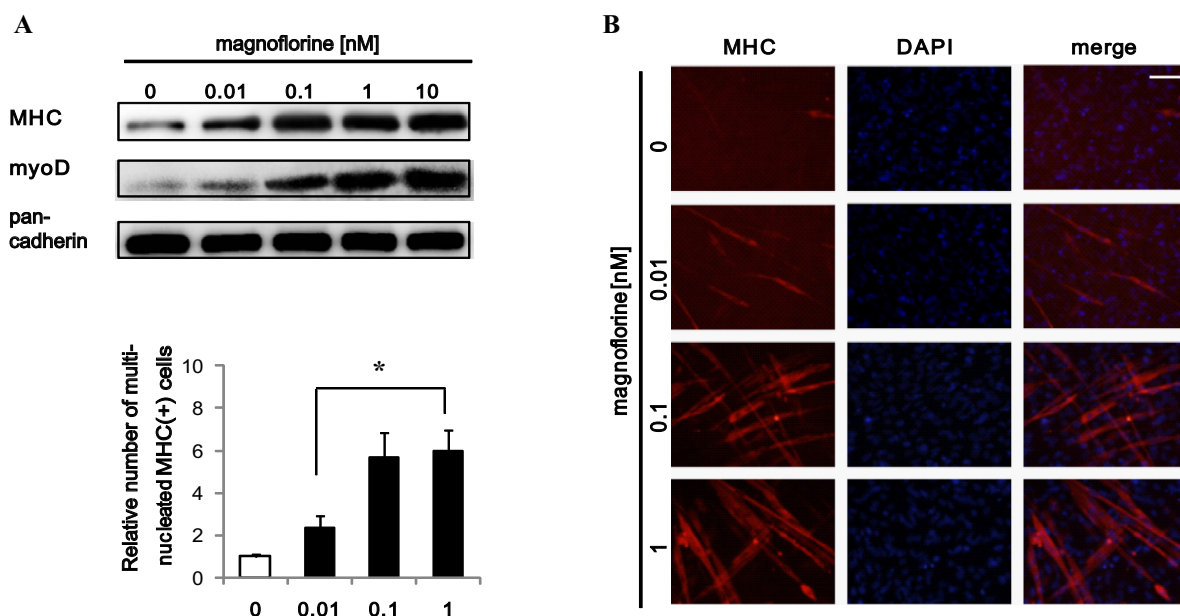 A
magnoflorine [nM]
0 0.01 0.1 1 10
MHC
myoD
pan-
cadherin
Relative number of multi-
nucleated MHC(+) cells
10
8
6
4
2
0
*
0 0.01 0.1 1
B
MHC DAPI merge
magnoflorine[nM]
0
0.01
0.1
1